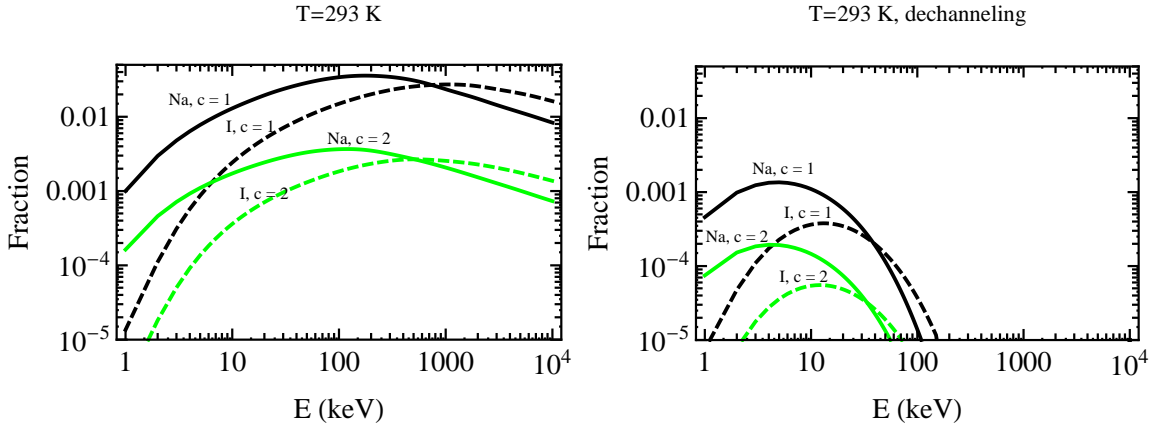 T=293 K
0.01
0.001
10^-4
10^-5
Fraction
Na, c = 1
I, c = 1
Na, c = 2
I, c = 2
1 10 100 1000 10^4
E (keV)
T=293 K, dechanneling
0.01
0.001
10^-4
10^-5
Fraction
Na, c = 1
I, c = 1
Na, c = 2
I, c = 2
1 10 100 1000 10^4
E (keV)